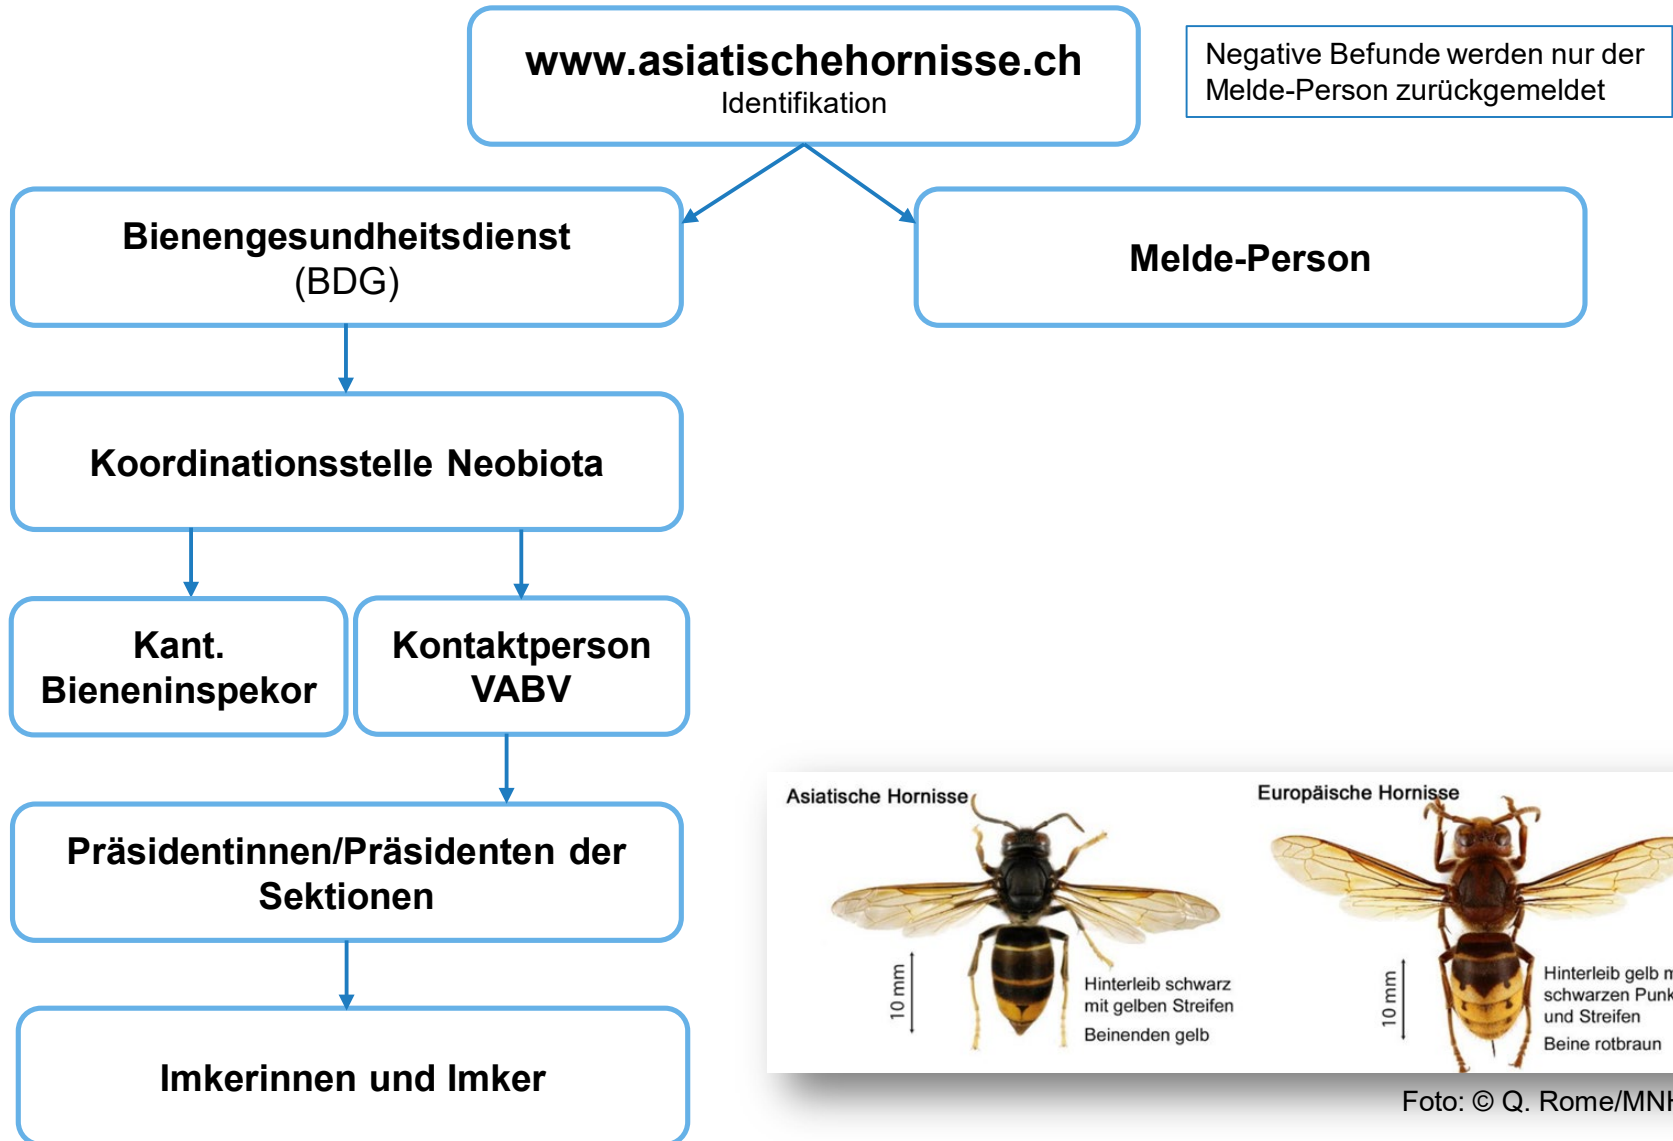 www.asiatischehornisse.ch
Identifikation
Negative Befunde werden nur der
Melde-Person zurückgemeldet
Bienengesundheitsdienst
(BDG)
Melde-Person
Koordinationsstelle Neobiota
Kant.
Bieneninspekor
Kontaktperson
VABV
Präsidentinnen/Präsidenten der
Sektionen
Imkerinnen und Imker
Asiatische Hornisse
10 mm
Hinterleib schwarz
mit gelben Streifen
Beinenden gelb
Europäische Hornisse
10 mm
Hinterleib gelb
schwarzen
und Streifen
Beine rotbraun
Foto: © Q. Rome